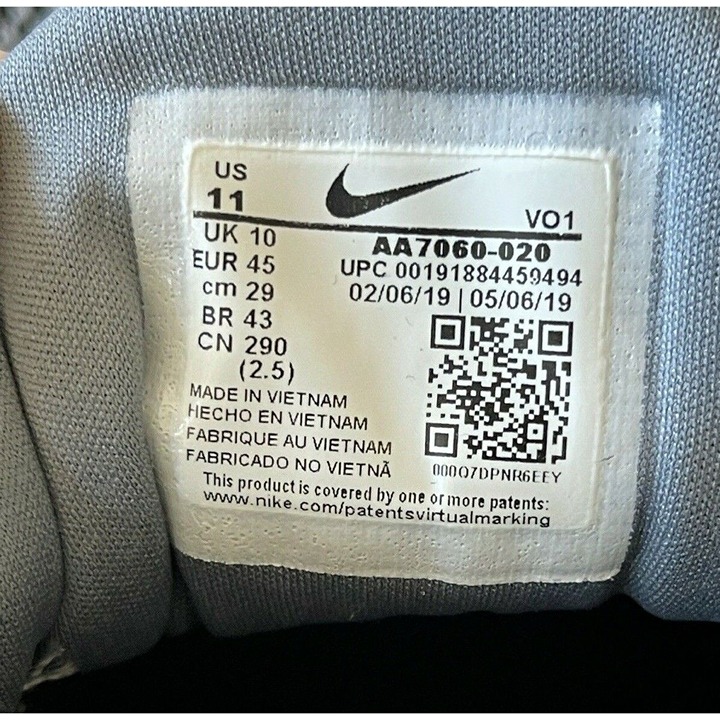 US
11
VO1
UK 10
EUR 45
cm 29
BR 43
CN 290
(2.5)
AA7060-020
UPC 00191884459494
02/06/19 | 05/06/19
MADE IN VIETNAM
HECHO EN VIETNAM
FABRIQUE AU VIETNAM
FABRICADO NO VIETNÃ
000Q7DPNR6EEY
This product is covered by one or more patents:
www.nike.com/patentsvirtualmarking